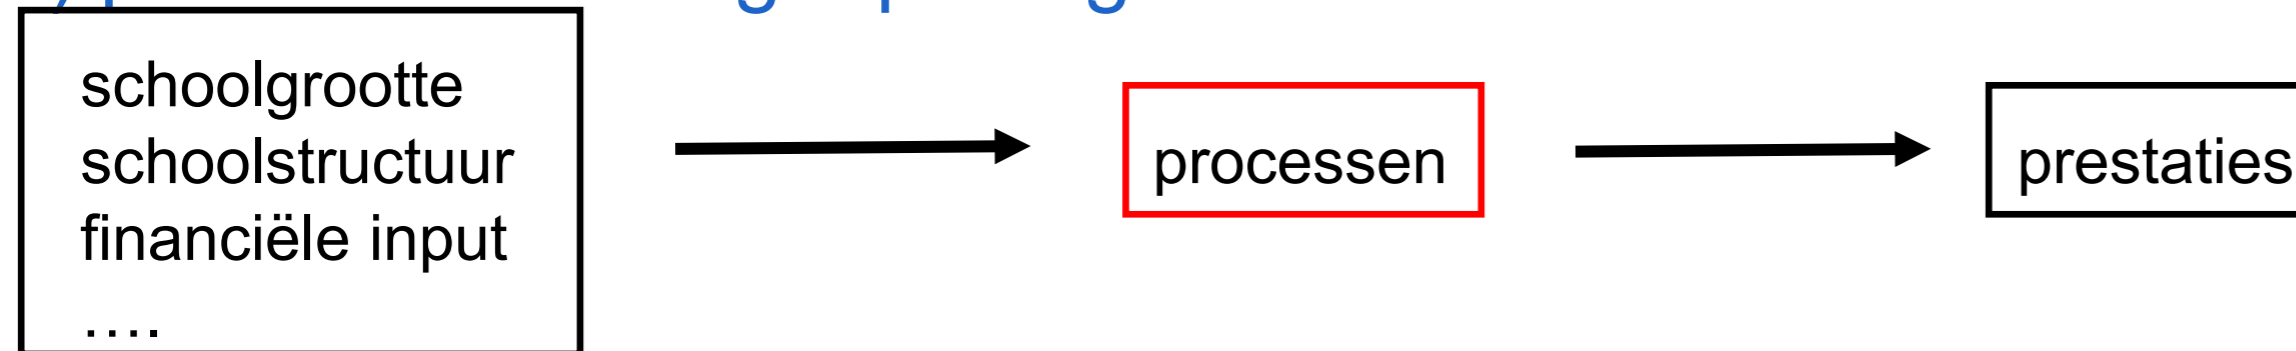 schoolgrootte
schoolstructuur
financiële input
….
processen
prestaties